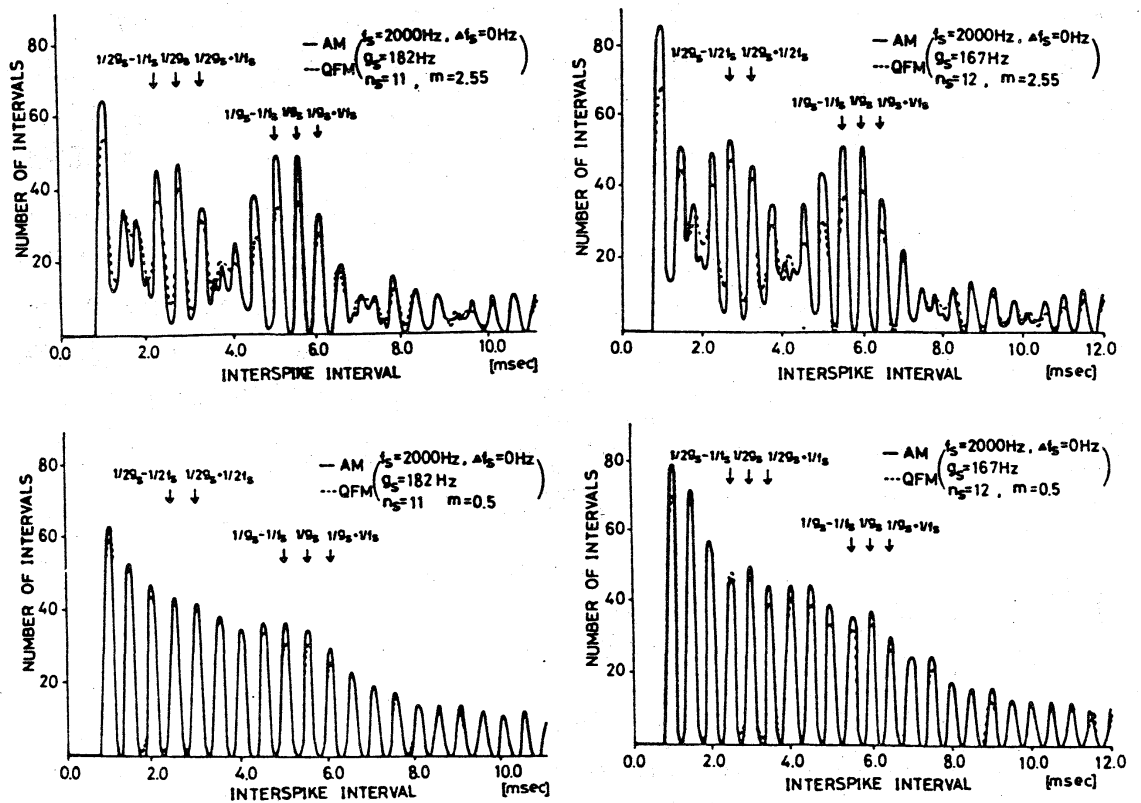 NUMBER OF INTERVALS
80
60
40
20
0.0 2.0 4.0 6.0 8.0 10.0
INTERSPIKE INTERVAL [msec]
1/2gs-1/fs 1/2gs 1/2gs+1/fs
1/gs-1/fs 1/gs 1/gs+1/fs
AM
QFM
(fs=2000Hz, Δfs=0Hz
gs=182Hz
ns=11, m=2.55)
NUMBER OF INTERVALS
80
60
40
20
0.0 2.0 4.0 6.0 8.0 10.0 12.0
INTERSPIKE INTERVAL [msec]
1/2gs-1/2fs 1/2gs+1/2fs
1/gs-1/fs 1/gs 1/gs+1/fs
AM
QFM
(fs=2000Hz, Δfs=0Hz
gs=167Hz
ns=12, m=2.55)
NUMBER OF INTERVALS
80
60
40
20
0.0 2.0 4.0 6.0 8.0 10.0
INTERSPIKE INTERVAL [msec]
1/2gs-1/2fs 1/2gs+1/2fs
1/gs-1/fs 1/gs 1/gs+1/fs
AM
QFM
(fs=2000Hz, Δfs=0Hz
gs=182Hz
ns=11 m=0.5)
NUMBER OF INTERVALS
80
60
40
20
0.0 2.0 4.0 6.0 8.0 10.0 12.0
INTERSPIKE INTERVAL [msec]
1/2gs-1/fs 1/2gs 1/2gs+1/fs
1/gs-1/fs 1/gs 1/gs+1/fs
AM
QFM
(fs=2000Hz, Δfs=0Hz
gs=167Hz
ns=12, m=0.5)